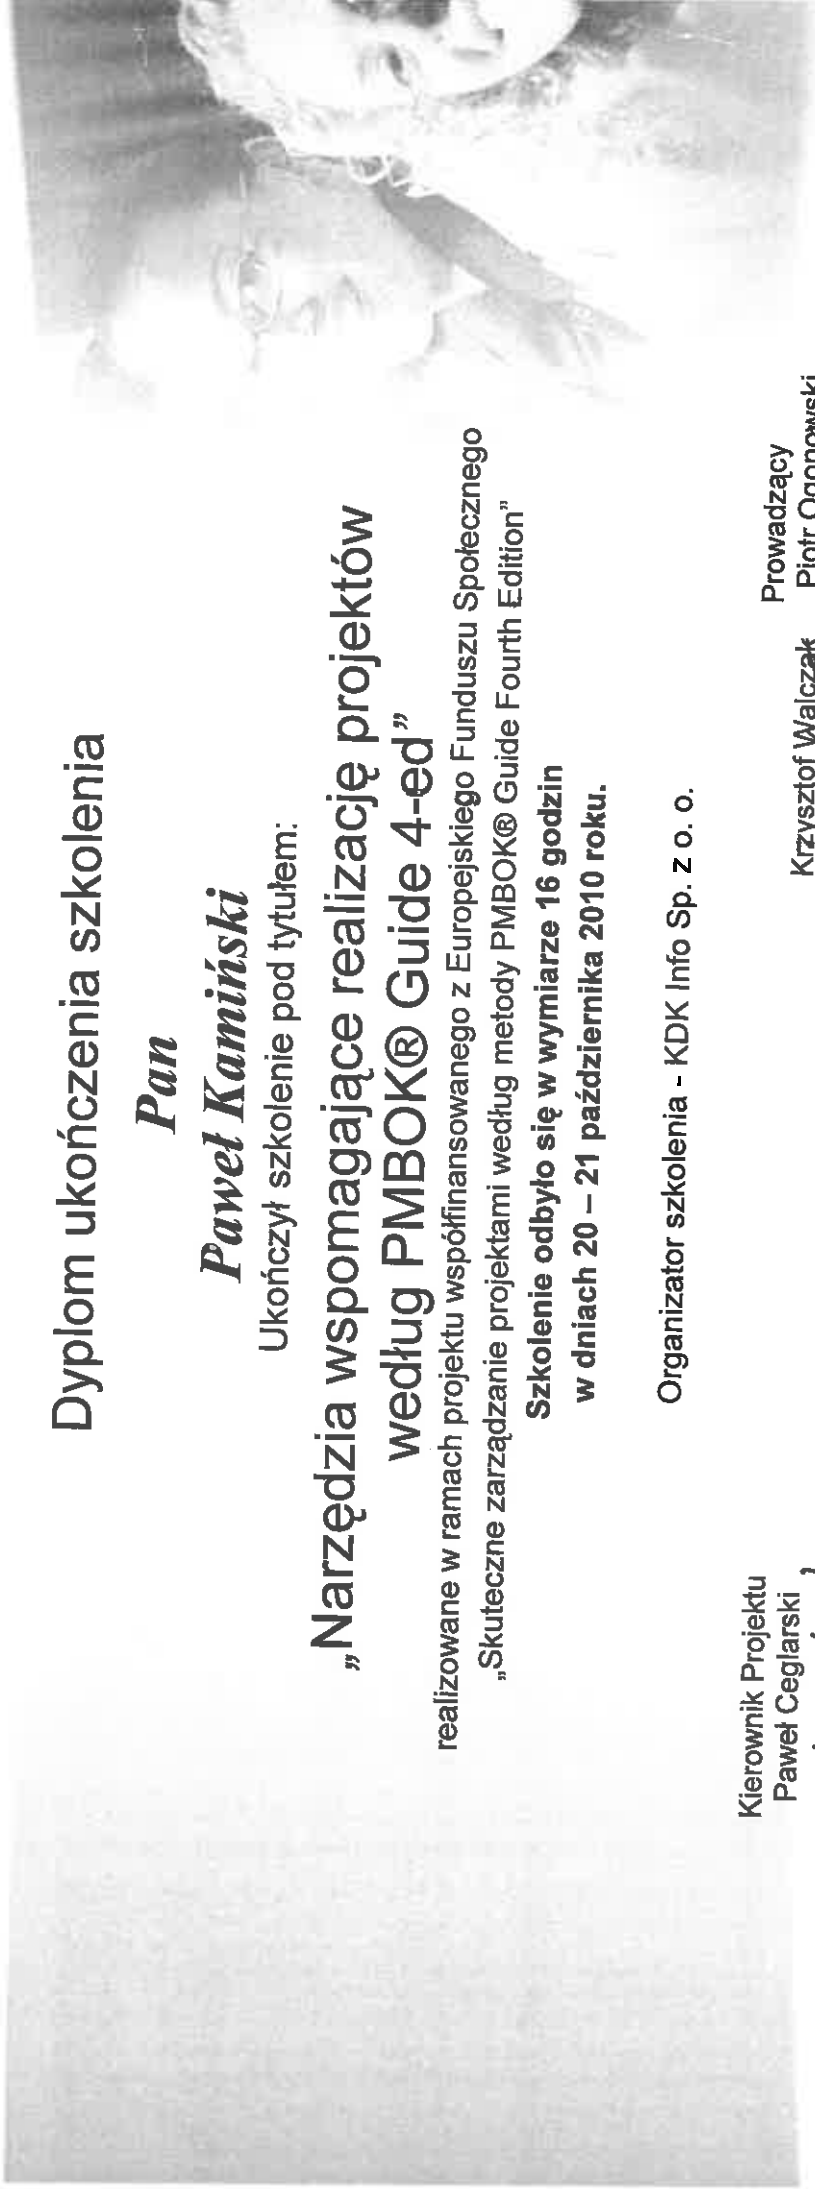 Dyplom ukończenia szkolenia
Pan
Paweł Kamiński
Ukończył szkolenie pod tytułem:
„Narzędzia wspomagające realizację projektów
według PMBOK® Guide 4-ed”
realizowane w ramach projektu współfinansowanego z Europejskiego Funduszu Społecznego
„Skuteczne zarządzanie projektami według metody PMBOK® Guide Fourth Edition”
Szkolenie odbyło się w wymiarze 16 godzin
w dniach 20 – 21 października 2010 roku.
Organizator szkolenia - KDK Info Sp. z o. o.
Kierownik Projektu
Paweł Ceglarski
Prowadzący
Krzysztof Walczak Piotr Ogonowski